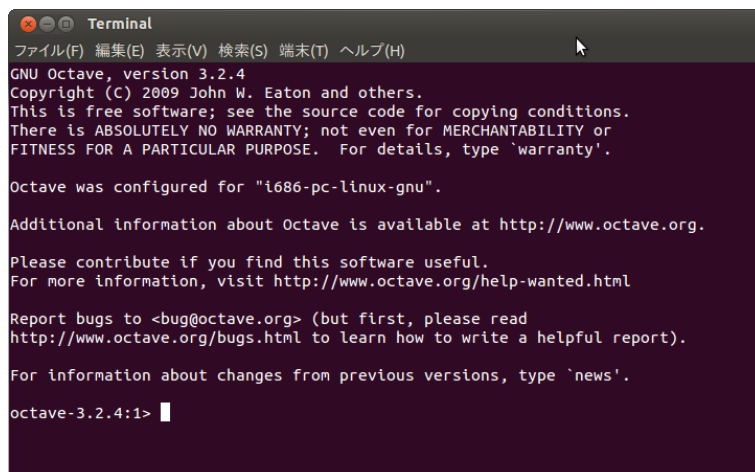 Terminal
ファイル(F) 編集(E) 表示(V) 検索(S) 端末(T) ヘルプ(H)
GNU Octave, version 3.2.4
Copyright (C) 2009 John W. Eaton and others.
This is free software; see the source code for copying conditions.
There is ABSOLUTELY NO WARRANTY; not even for MERCHANTABILITY or
FITNESS FOR A PARTICULAR PURPOSE.  For details, type `warranty'.
Octave was configured for "i686-pc-linux-gnu".
Additional information about Octave is available at http://www.octave.org.
Please contribute if you find this software useful.
For more information, visit http://www.octave.org/help-wanted.html
Report bugs to <bug@octave.org> (but first, please read
http://www.octave.org/bugs.html to learn how to write a helpful report).
For information about changes from previous versions, type `news'.
octave-3.2.4:1>